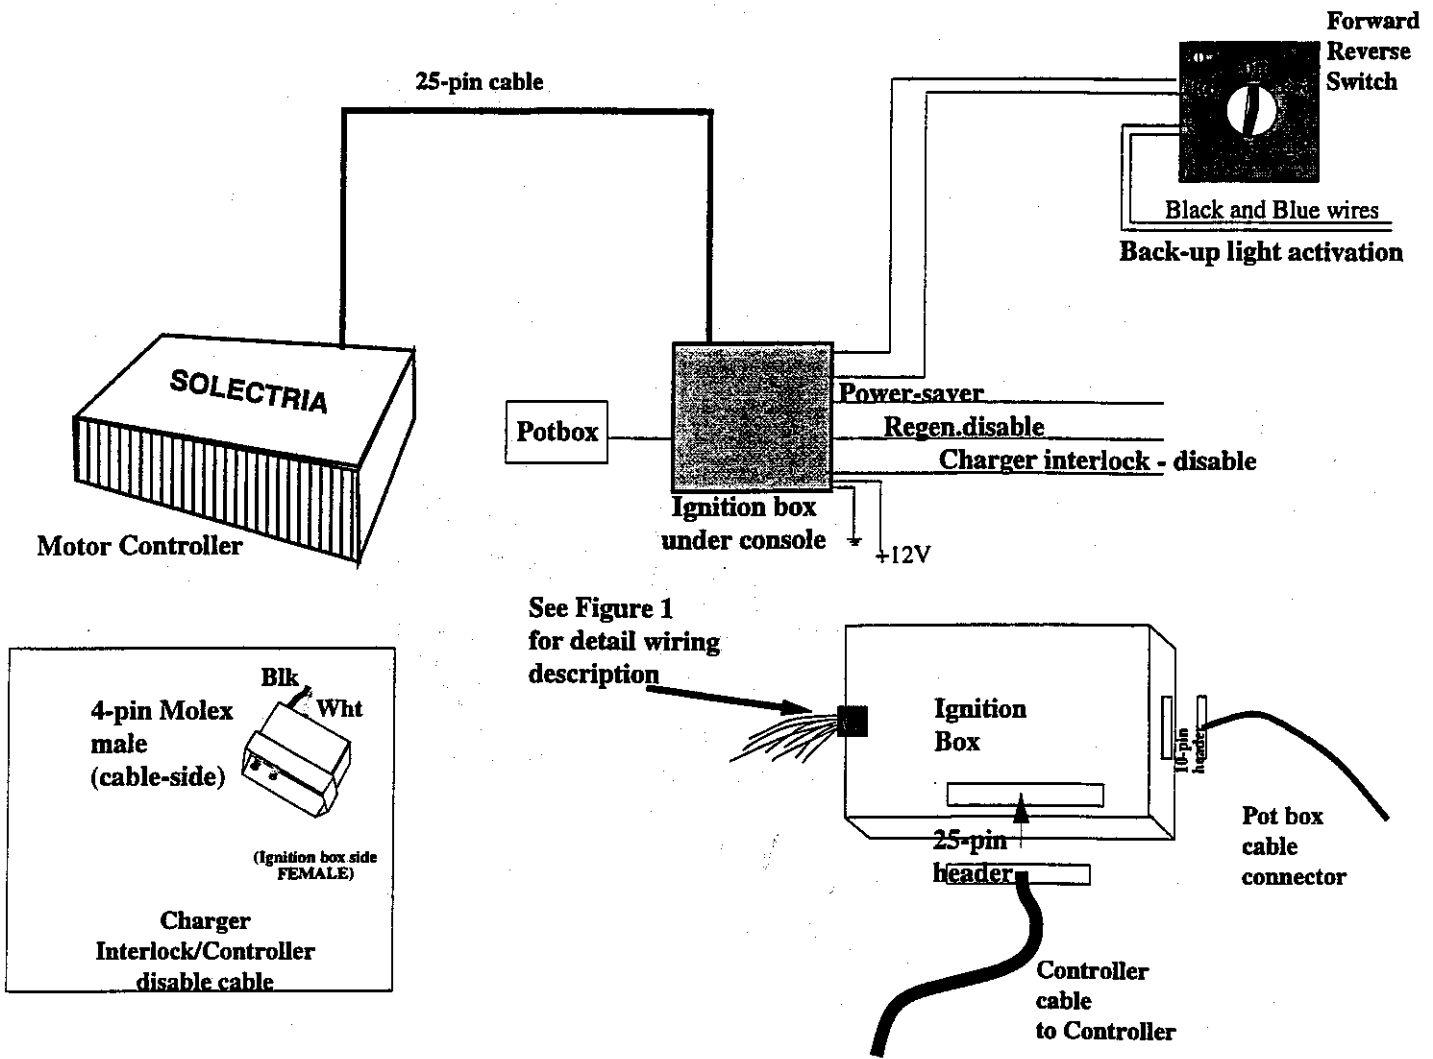 Forward
Reverse
Switch
25-pin cable
Black and Blue wires
Back-up light activation
SOLECTRIA
Potbox
Power-saver
Regen.disable
Charger interlock - disable
Motor Controller
Ignition box
under console
+12V
See Figure 1
for detail wiring
description
Blk
Wht
4-pin Molex
male
(cable-side)
(Ignition box side
FEMALE)
Charger
Interlock/Controller
disable cable
Ignition
Box
10-pin
header
25-pin
header
Pot box
cable
connector
Controller
cable
to Controller